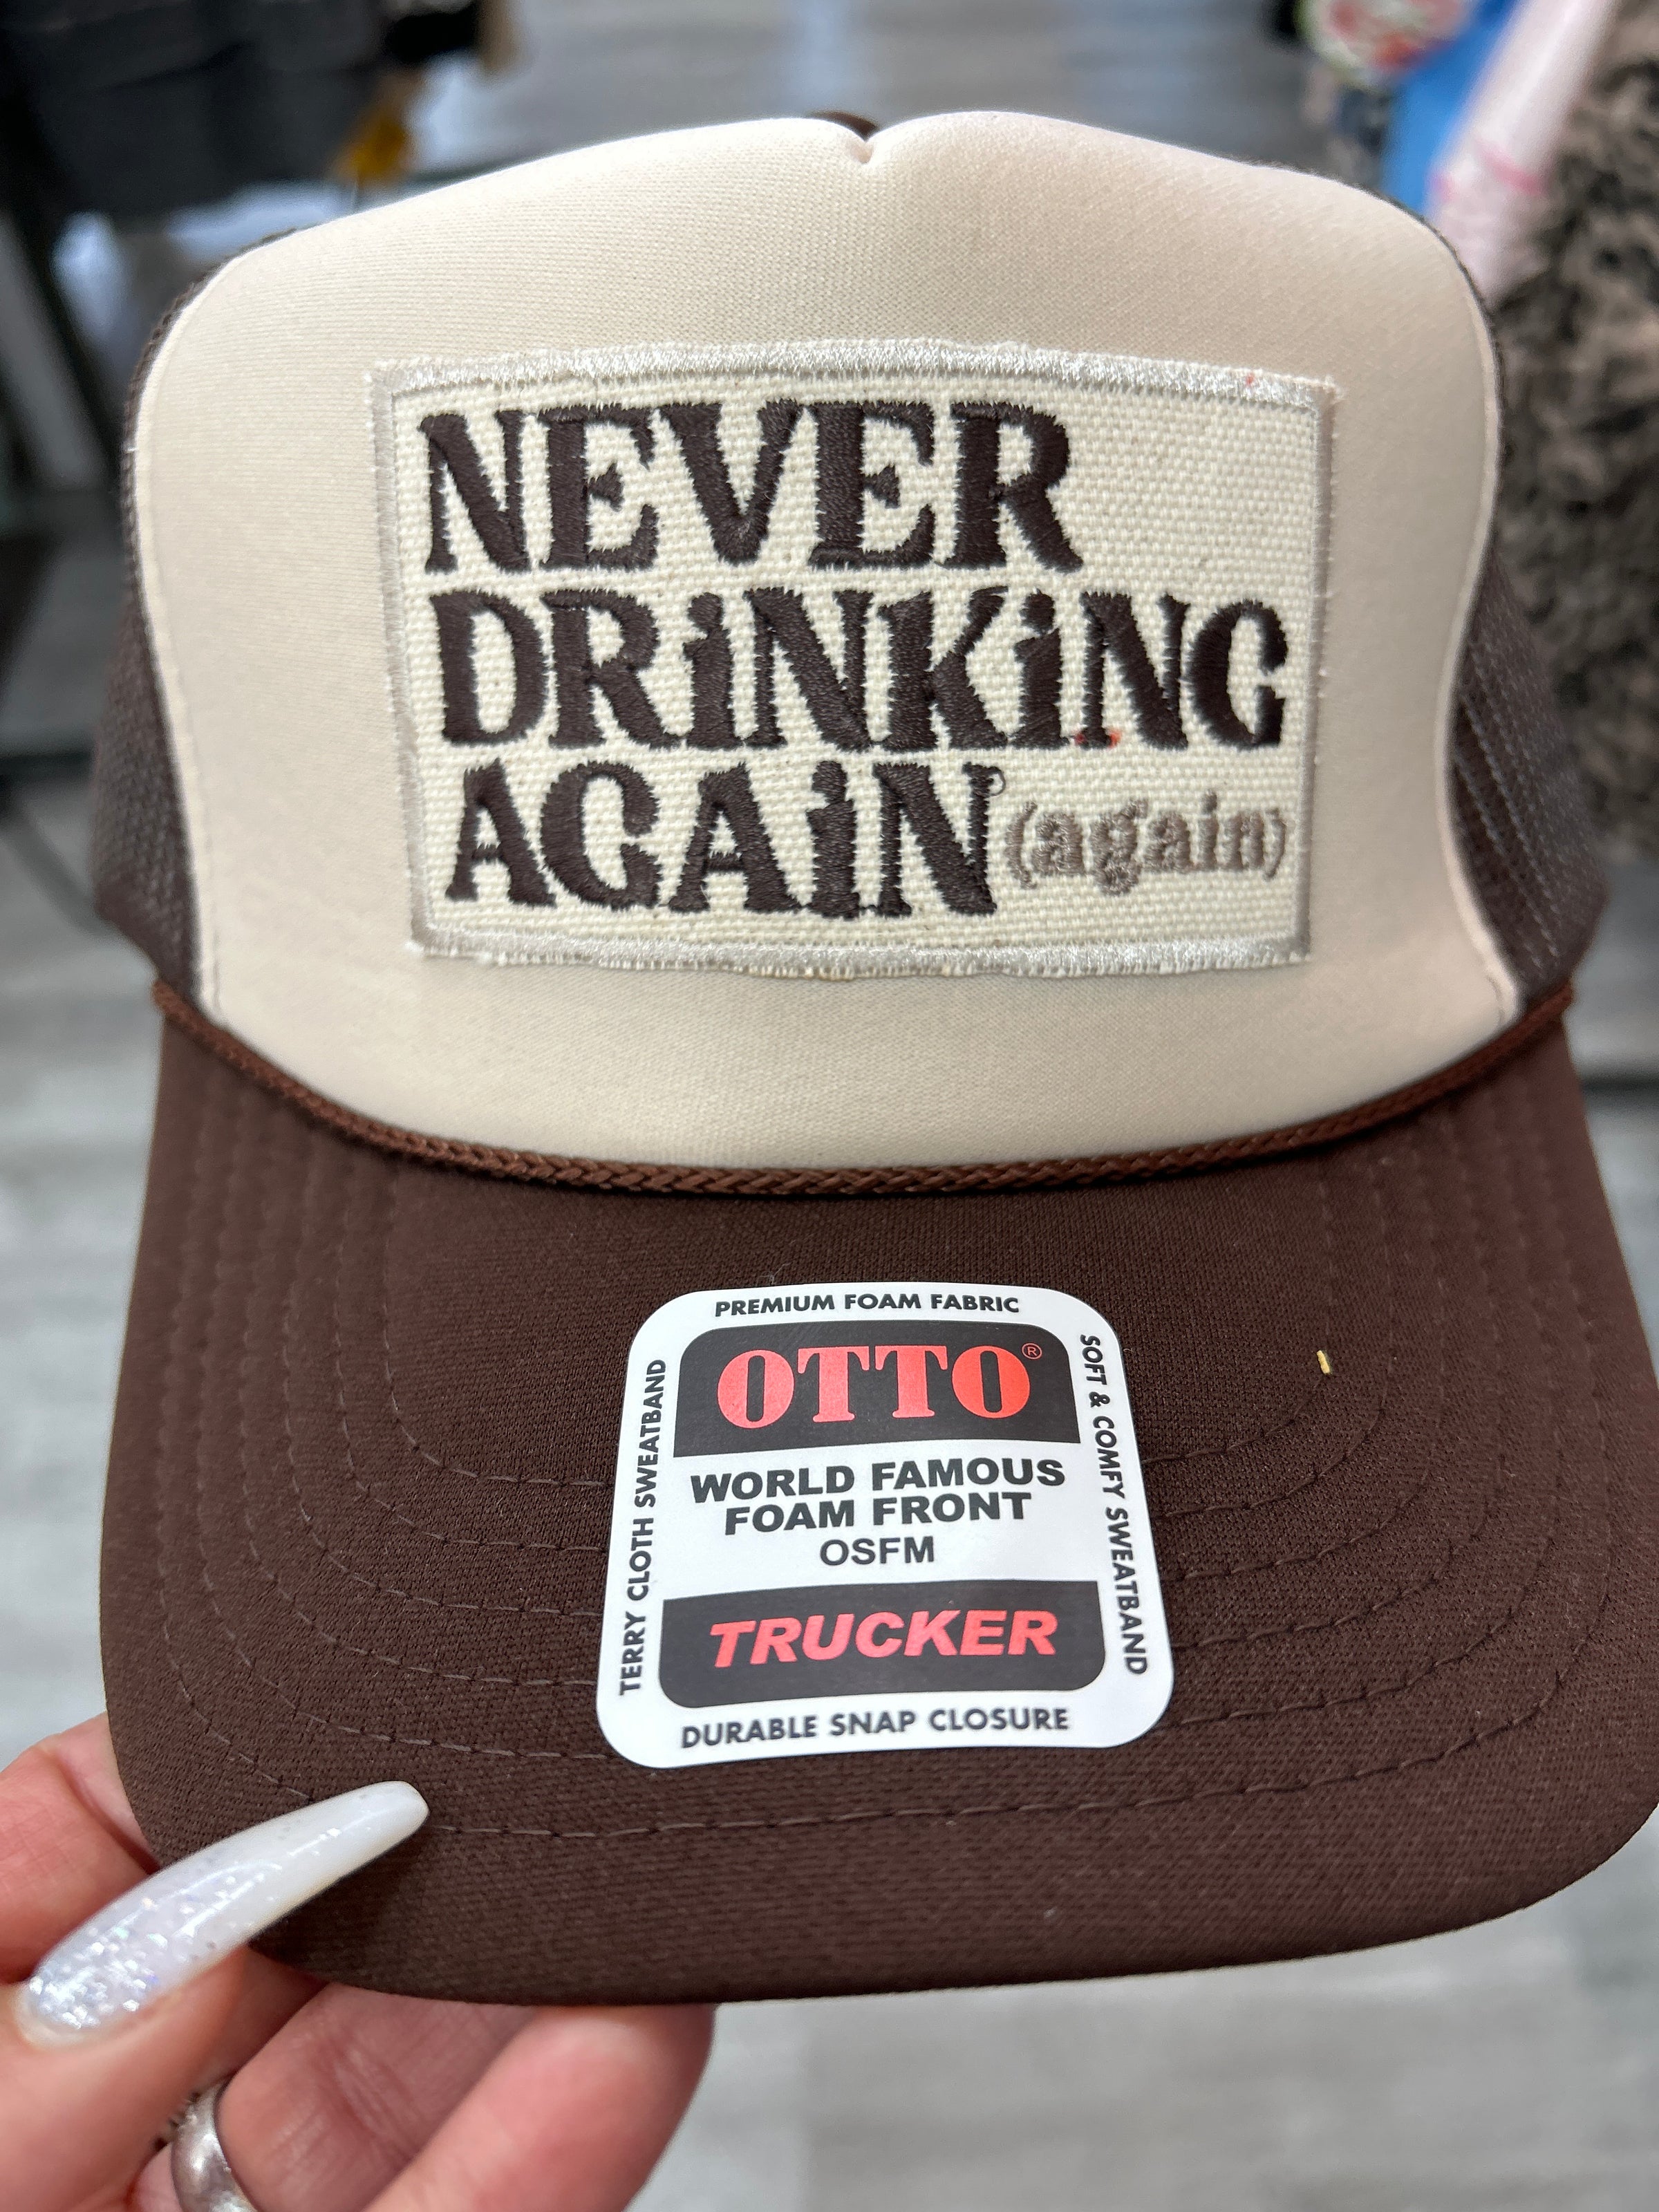 NEVER
DRiNKiNG
AGAiN (again)
PREMIUM FOAM FABRIC
OTTO®
TERRY CLOTH SWEATBAND
SOFT & COMFY SWEATBAND
WORLD FAMOUS
FOAM FRONT
OSFM
TRUCKER
DURABLE SNAP CLOSURE